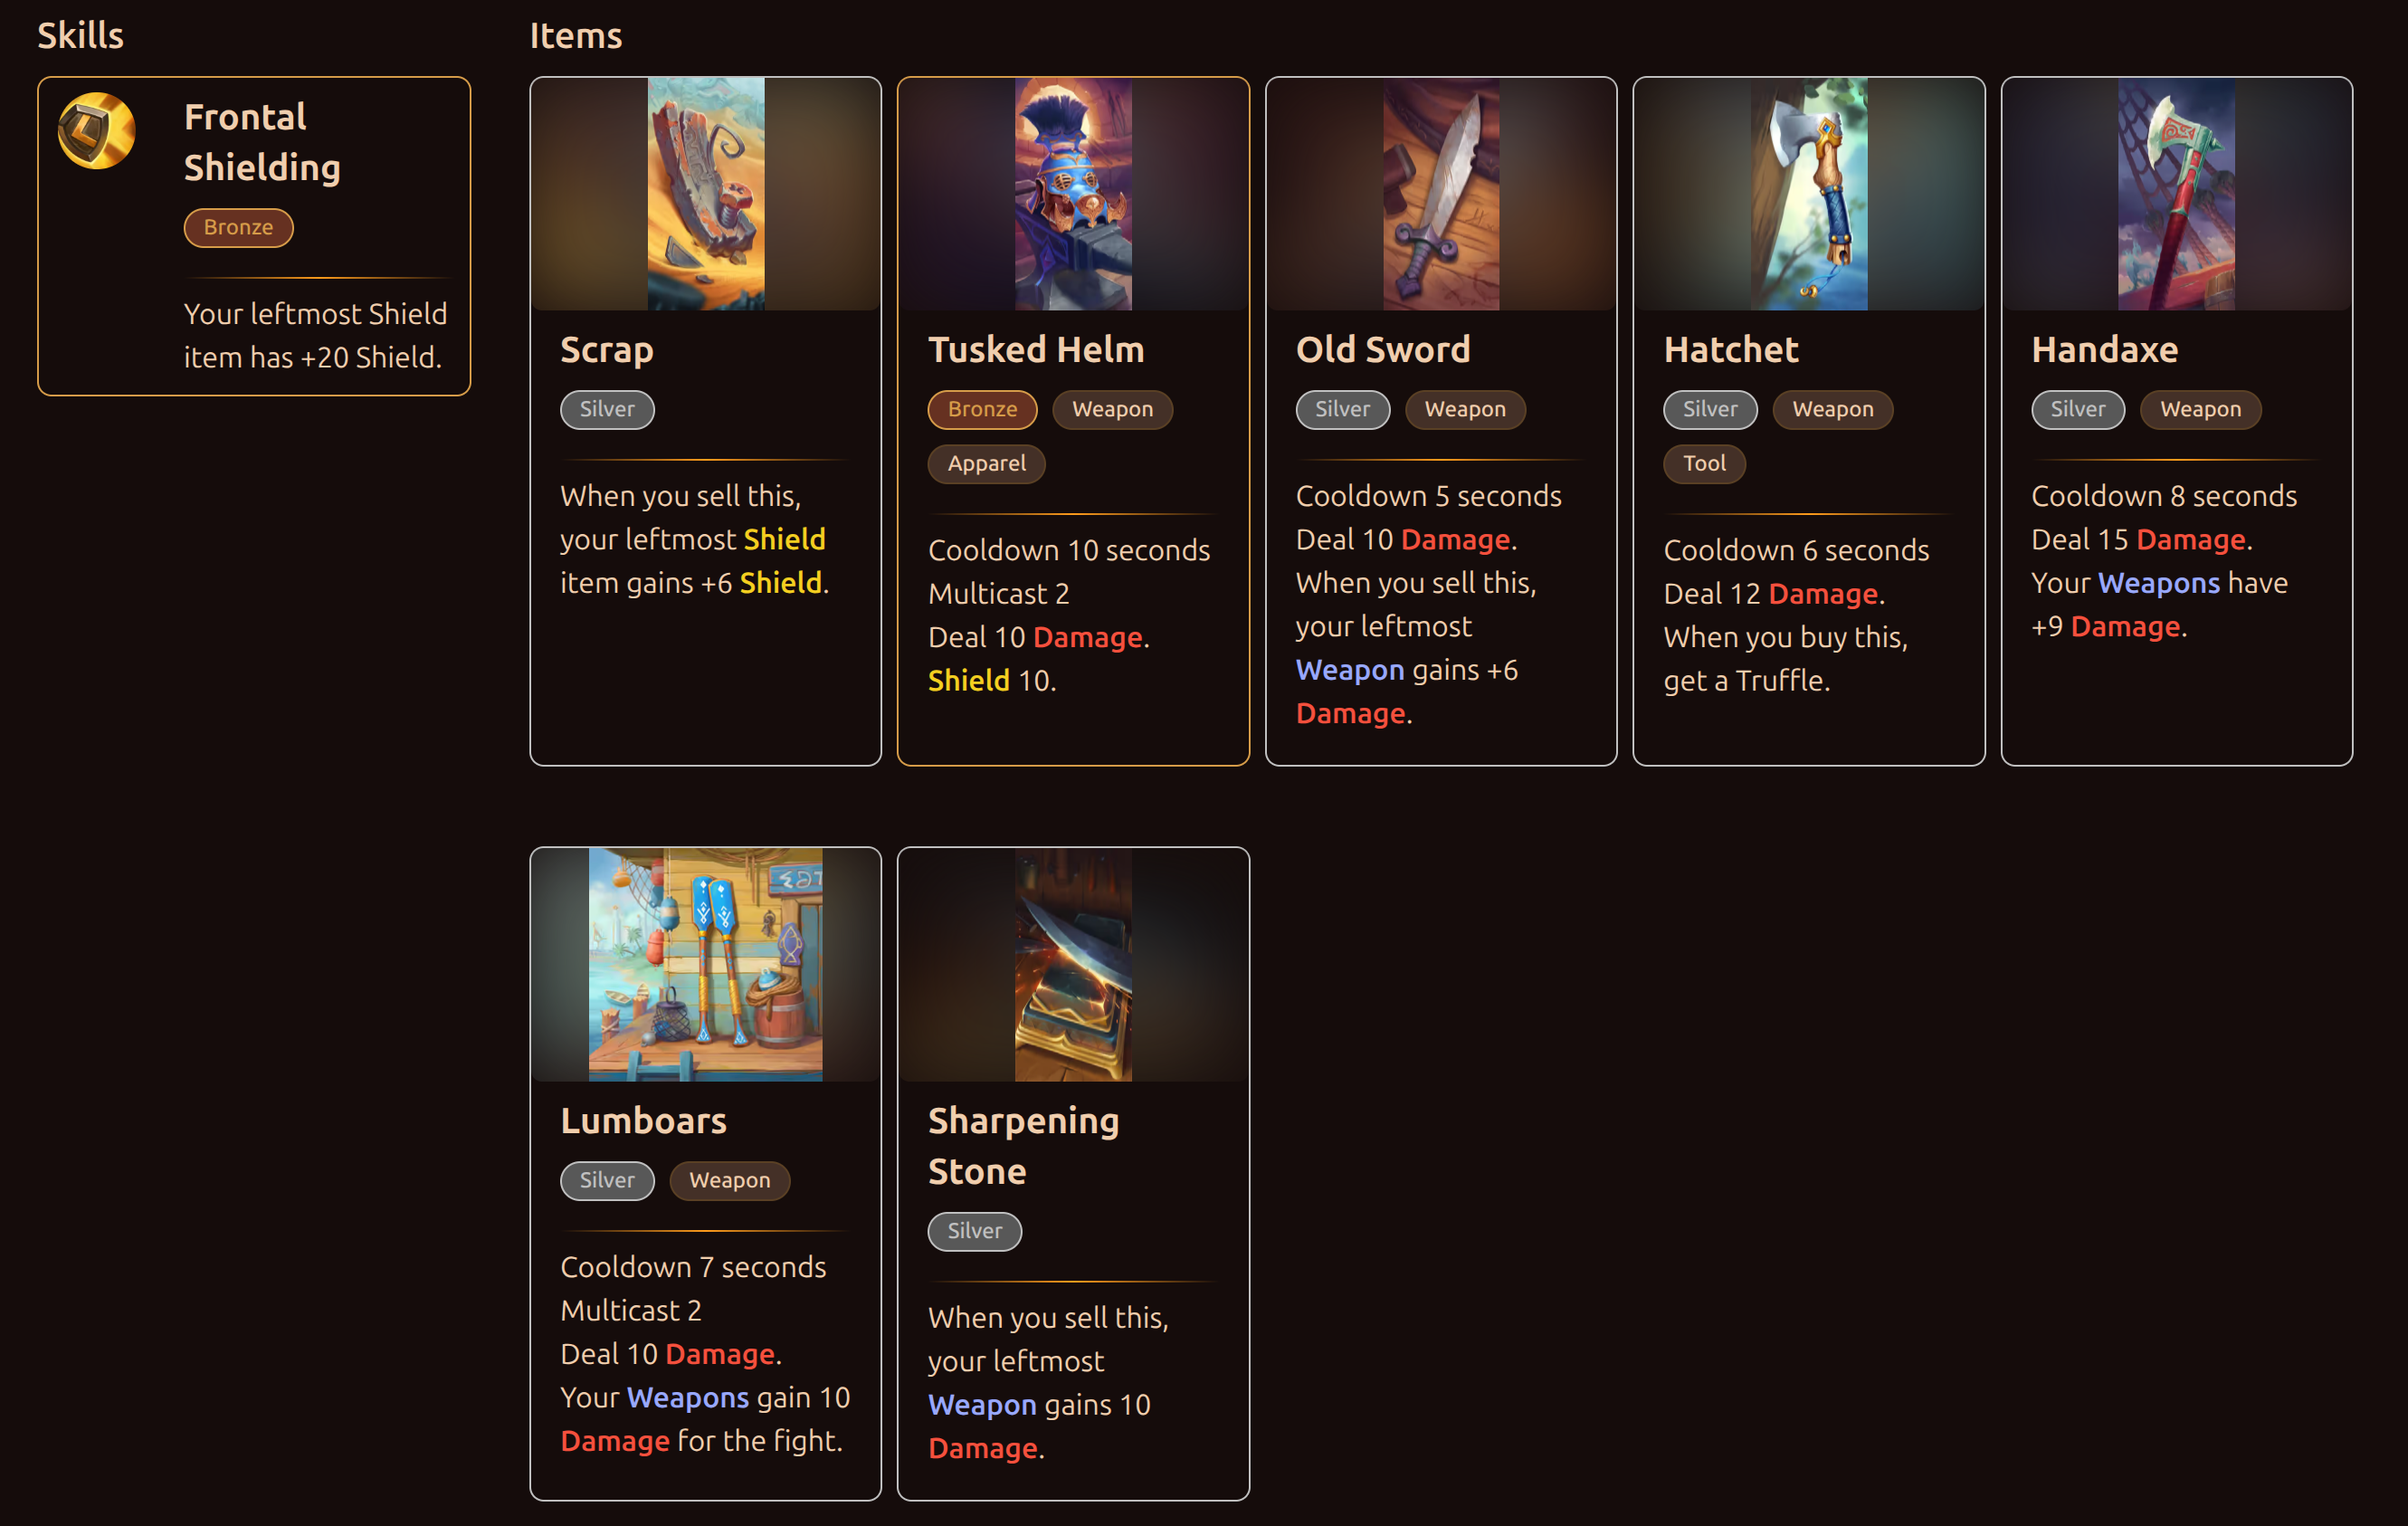 Skills
Frontal
Shielding
Bronze
Your leftmost Shield
item has +20 Shield.
Items
Scrap
Silver
When you sell this,
your leftmost Shield
item gains +6 Shield.
Tusked Helm
Bronze Weapon
Apparel
Cooldown 10 seconds
Multicast 2
Deal 10 Damage.
Shield 10.
Old Sword
Silver Weapon
Cooldown 5 seconds
Deal 10 Damage.
When you sell this,
your leftmost
Weapon gains +6
Damage.
Hatchet
Silver Weapon
Tool
Cooldown 6 seconds
Deal 12 Damage.
When you buy this,
get a Truffle.
Handaxe
Silver Weapon
Cooldown 8 seconds
Deal 15 Damage.
Your Weapons have
+9 Damage.
Lumboars
Silver Weapon
Cooldown 7 seconds
Multicast 2
Deal 10 Damage.
Your Weapons gain 10
Damage for the fight.
Sharpening
Stone
Silver
When you sell this,
your leftmost
Weapon gains 10
Damage.